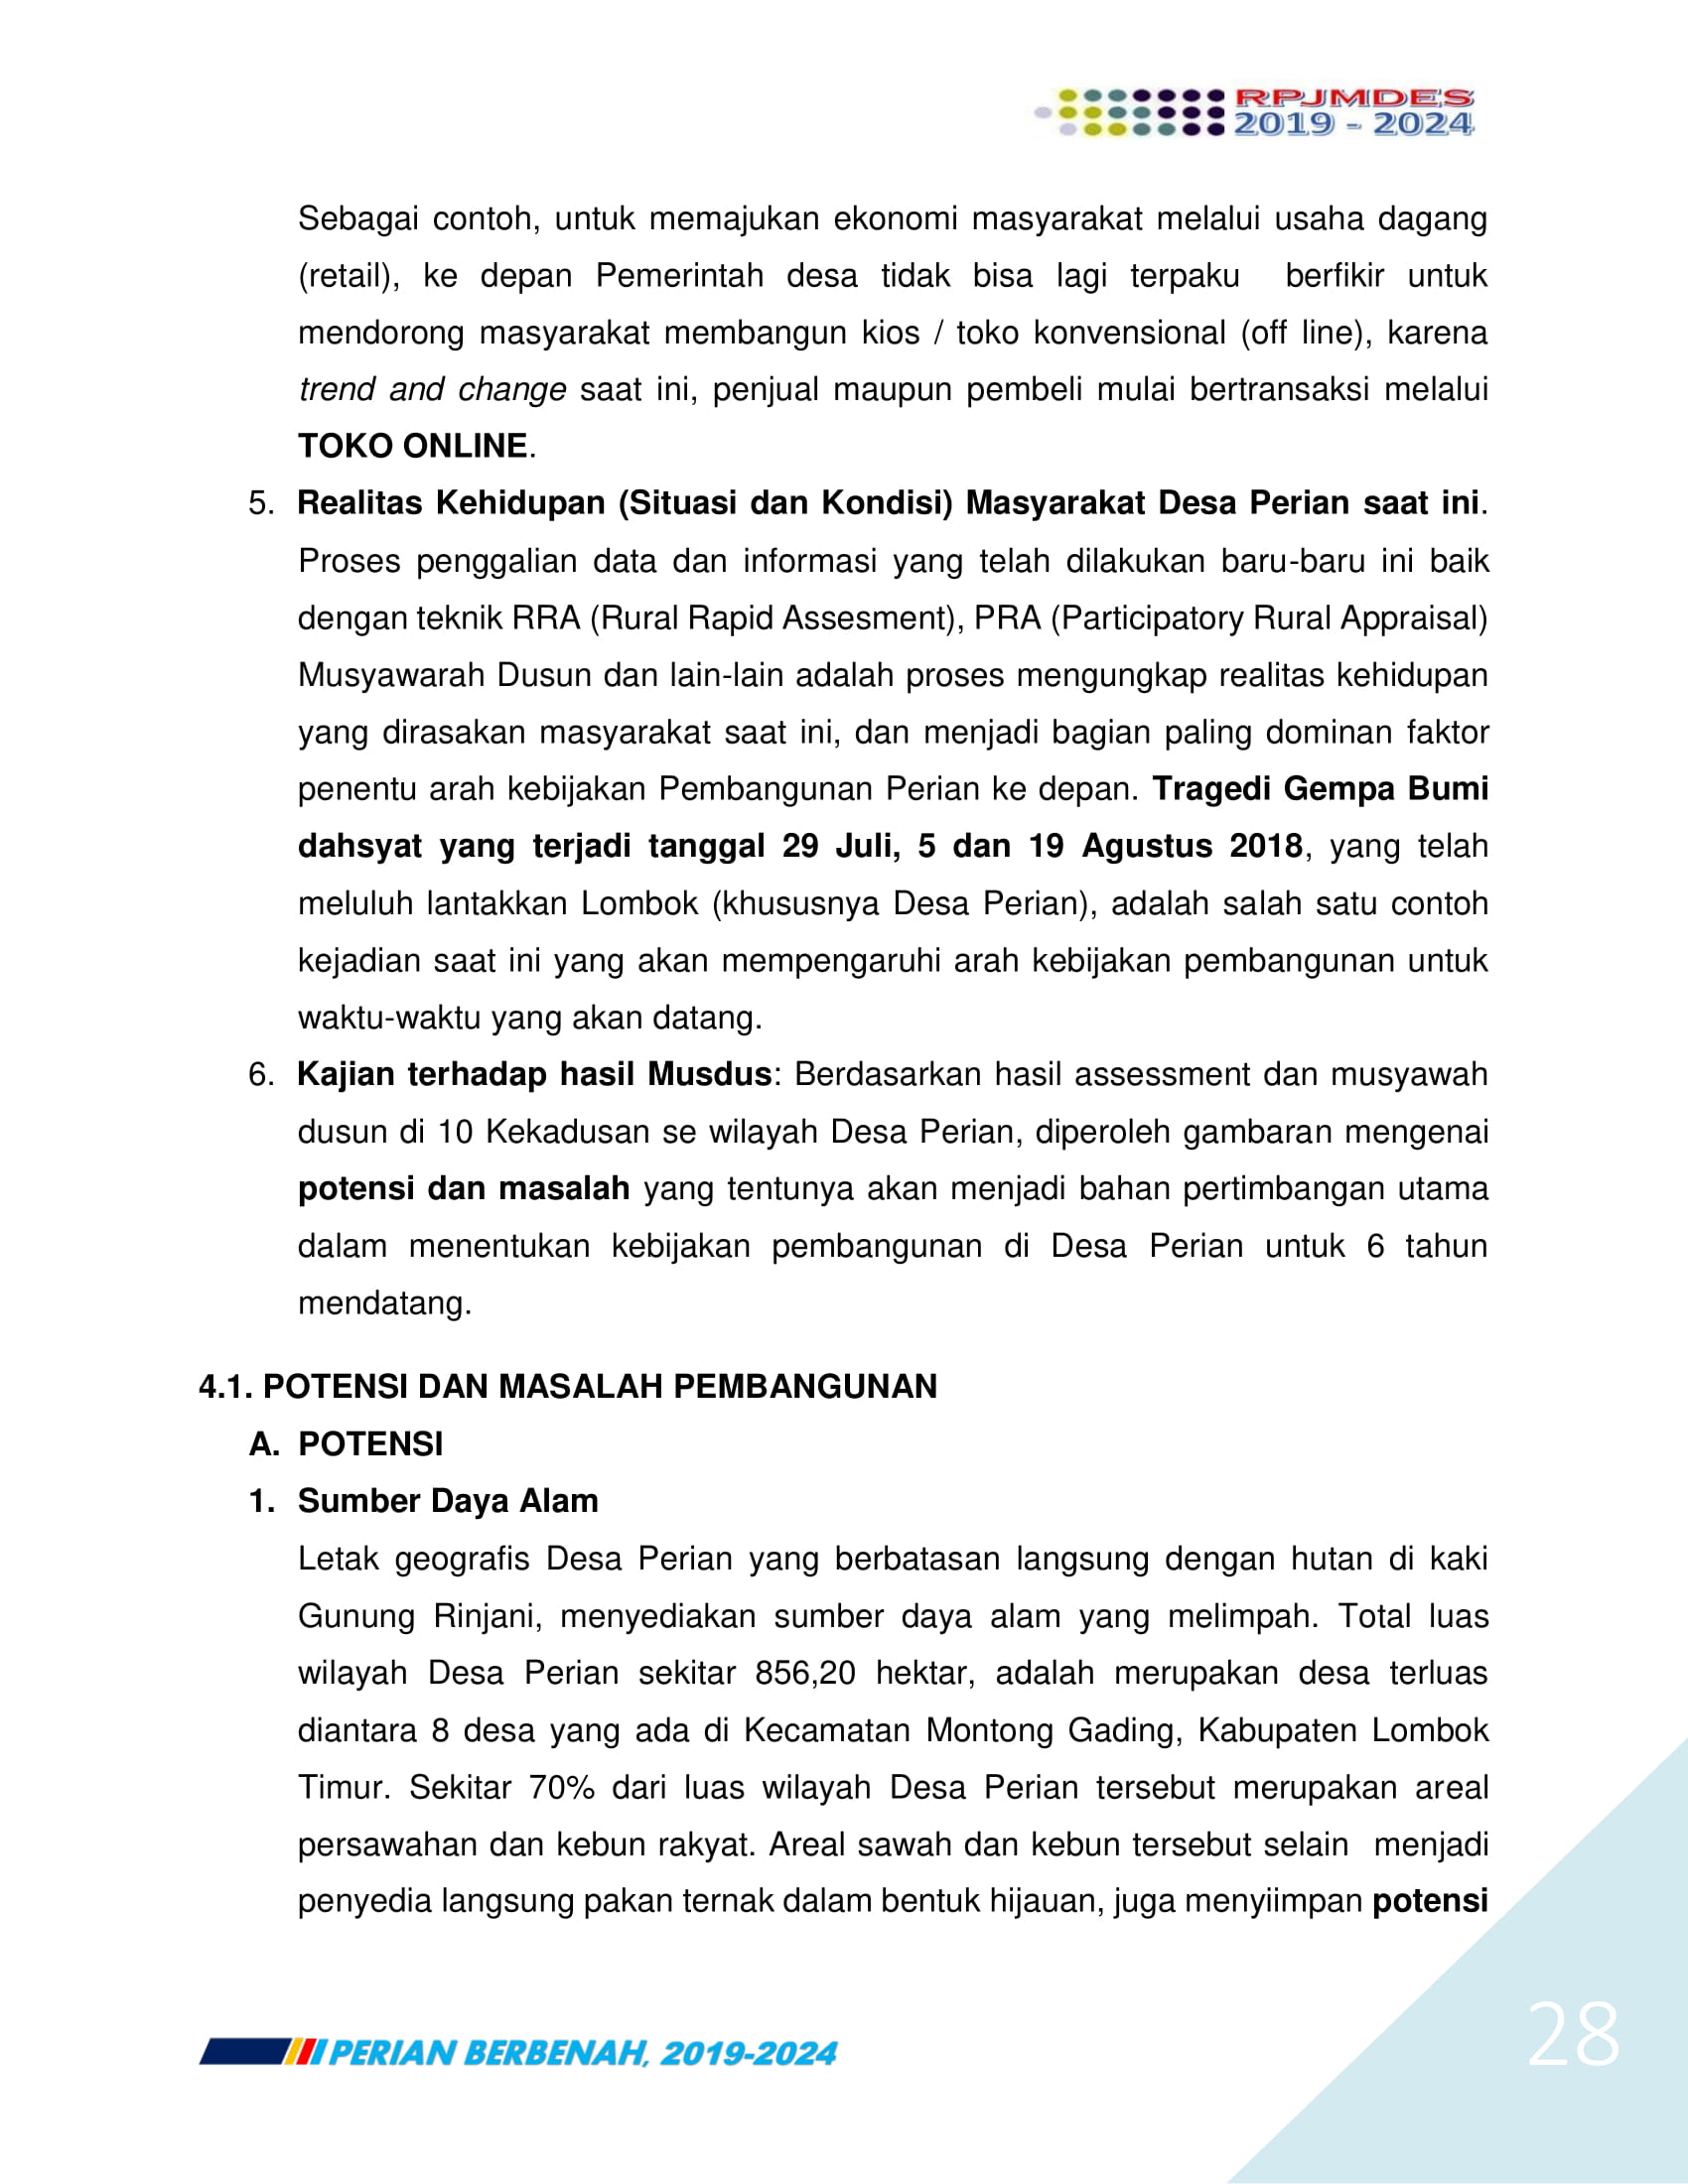 RPJMDES
2019 - 2024
Sebagai contoh, untuk memajukan ekonomi masyarakat melalui usaha dagang
(retail), ke depan Pemerintah desa tidak bisa lagi terpaku  berfikir untuk
mendorong masyarakat membangun kios / toko konvensional (off line), karena
trend and change saat ini, penjual maupun pembeli mulai bertransaksi melalui
TOKO ONLINE.
5. Realitas Kehidupan (Situasi dan Kondisi) Masyarakat Desa Perian saat ini.
Proses penggalian data dan informasi yang telah dilakukan baru-baru ini baik
dengan teknik RRA (Rural Rapid Assesment), PRA (Participatory Rural Appraisal)
Musyawarah Dusun dan lain-lain adalah proses mengungkap realitas kehidupan
yang dirasakan masyarakat saat ini, dan menjadi bagian paling dominan faktor
penentu arah kebijakan Pembangunan Perian ke depan. Tragedi Gempa Bumi
dahsyat yang terjadi tanggal 29 Juli, 5 dan 19 Agustus 2018, yang telah
meluluh lantakkan Lombok (khususnya Desa Perian), adalah salah satu contoh
kejadian saat ini yang akan mempengaruhi arah kebijakan pembangunan untuk
waktu-waktu yang akan datang.
6. Kajian terhadap hasil Musdus: Berdasarkan hasil assessment dan musyawah
dusun di 10 Kekadusan se wilayah Desa Perian, diperoleh gambaran mengenai
potensi dan masalah yang tentunya akan menjadi bahan pertimbangan utama
dalam menentukan kebijakan pembangunan di Desa Perian untuk 6 tahun
mendatang.
4.1. POTENSI DAN MASALAH PEMBANGUNAN
A. POTENSI
1. Sumber Daya Alam
Letak geografis Desa Perian yang berbatasan langsung dengan hutan di kaki
Gunung Rinjani, menyediakan sumber daya alam yang melimpah. Total luas
wilayah Desa Perian sekitar 856,20 hektar, adalah merupakan desa terluas
diantara 8 desa yang ada di Kecamatan Montong Gading, Kabupaten Lombok
Timur. Sekitar 70% dari luas wilayah Desa Perian tersebut merupakan areal
persawahan dan kebun rakyat. Areal sawah dan kebun tersebut selain  menjadi
penyedia langsung pakan ternak dalam bentuk hijauan, juga menyiimpan potensi
PERIAN BERBENAH, 2019-2024
28